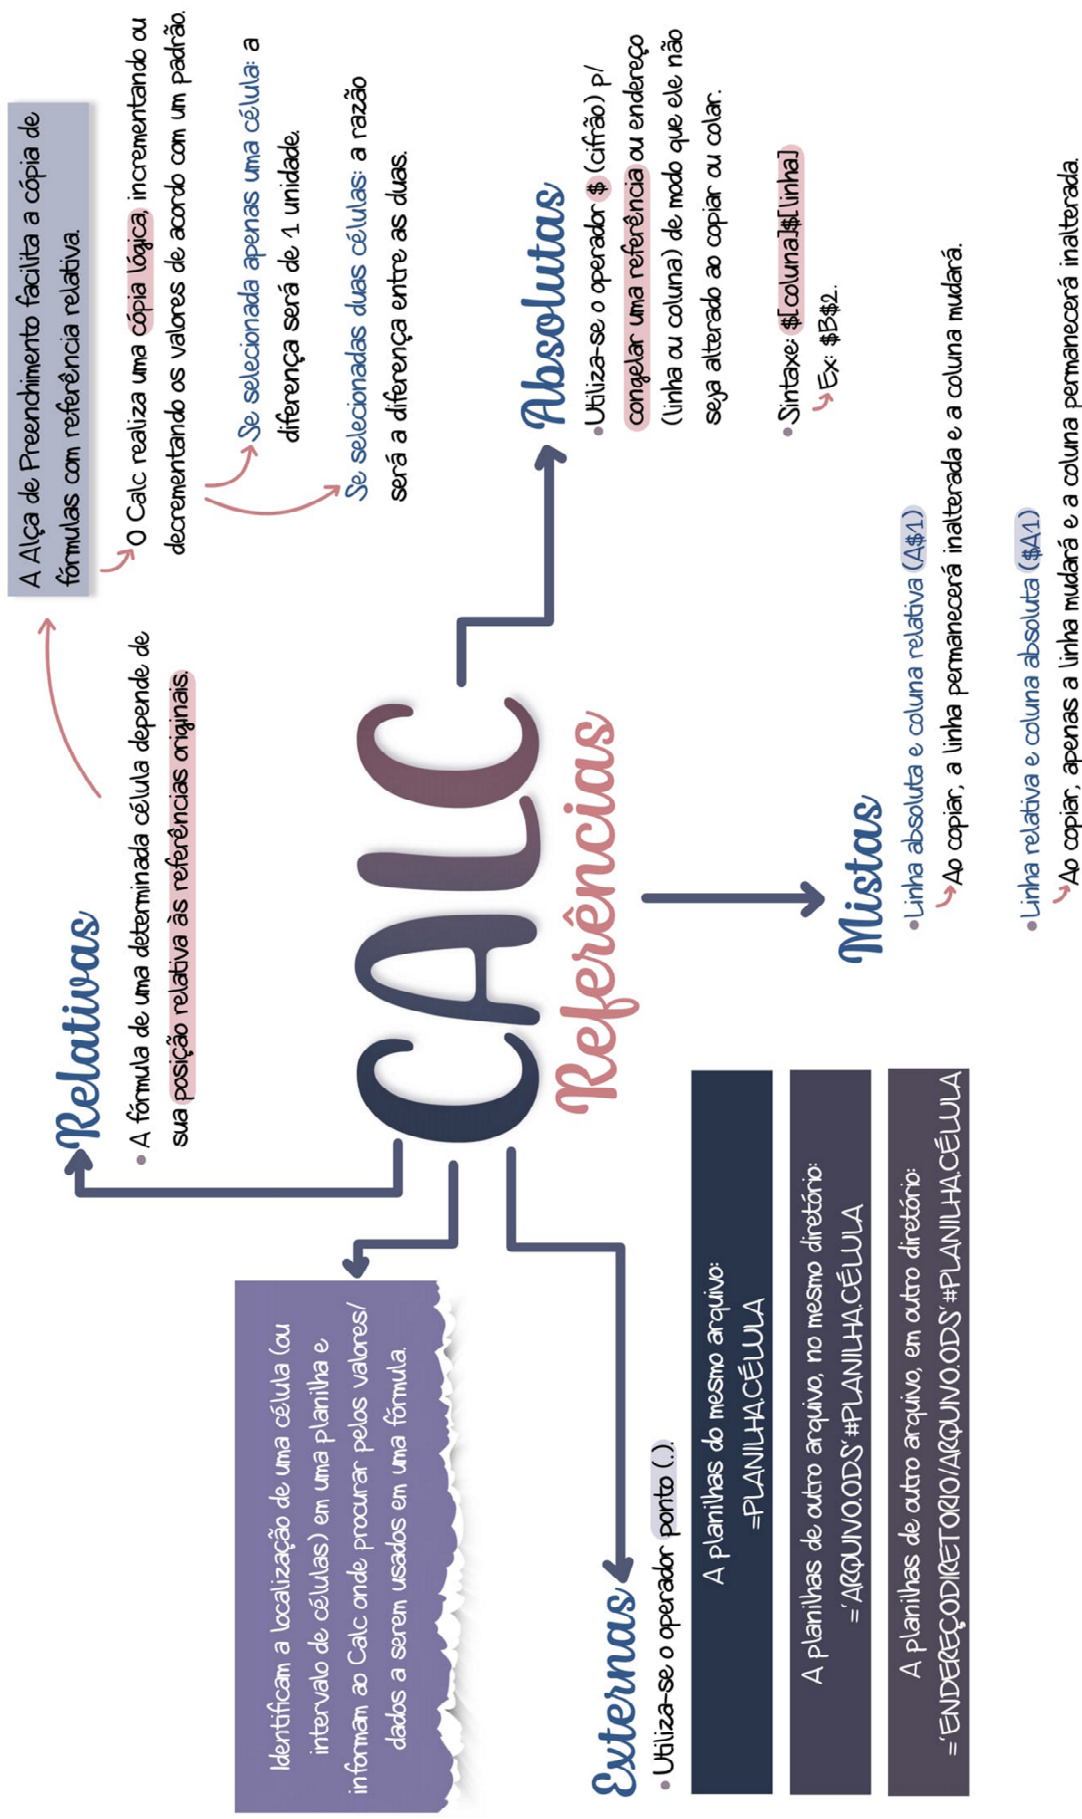 CALC
Referências
Identificam a localização de uma célula (ou
intervalo de células) em uma planilha e
informam ao Calc onde procurar pelos valores/
dados a serem usados em uma fórmula.
Relativas
• A fórmula de uma determinada célula depende de
sua posição relativa às referências originais.
A Alça de Preenchimento facilita a cópia de
fórmulas com referência relativa.
O Calc realiza uma cópia lógica, incrementando ou
decrementando os valores de acordo com um padrão.
Se selecionada apenas uma célula: a
diferença será de 1 unidade.
Se selecionadas duas células: a razão
será a diferença entre as duas.
Absolutas
• Utiliza-se o operador $ (cifrão) p/
congelar uma referência ou endereço
(linha ou coluna) de modo que ele não
seja alterado ao copiar ou colar.
• Sintaxe: $[coluna]$[linha]
Ex: $B$2.
Mistas
• Linha absoluta e coluna relativa (A$1)
Ao copiar, a linha permanecerá inalterada e a coluna mudará.
• Linha relativa e coluna absoluta ($A1)
Ao copiar, apenas a linha mudará e a coluna permanecerá inalterada.
Externas
• Utiliza-se o operador ponto (.).
A planilhas do mesmo arquivo:
=PLANILHA.CÉLULA
A planilhas de outro arquivo, no mesmo diretório:
='ARQUIVO.ODS'#PLANILHA.CÉLULA
A planilhas de outro arquivo, em outro diretório:
='ENDEREÇODIRETORIO/ARQUIVO.ODS'#PLANILHA.CÉLULA